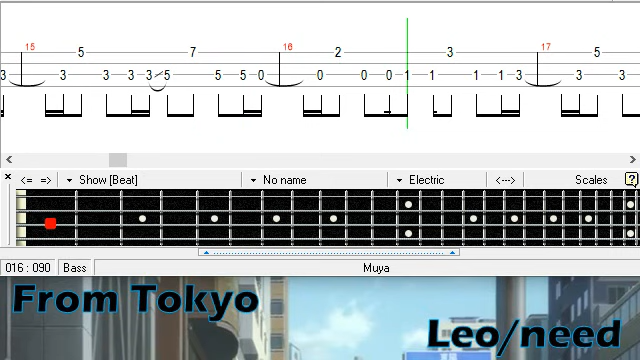 15 16 17
5 7 2 3 5
3 3 3 3 3 5 5 5 0 0 0 0 1 1 1 1 3 3 3
<= => Show [Beat] No name Electric <---> Scales ?
016 : 090 Bass Muya
From Tokyo
Leo/need